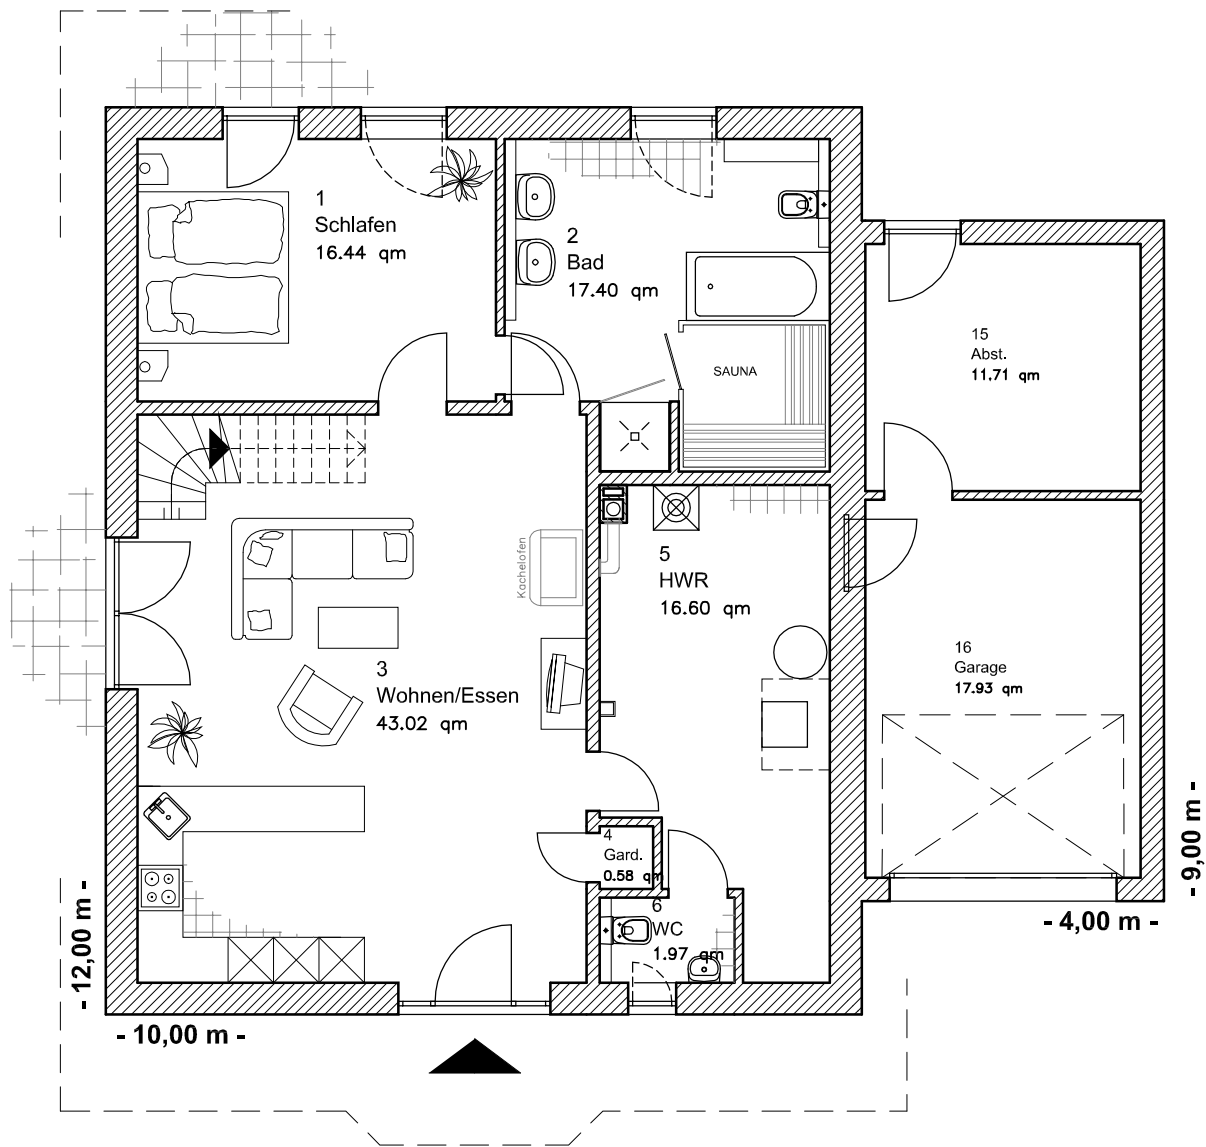 1
Schlafen
16.44 qm
2
Bad
17.40 qm
SAUNA
15
Abst.
11.71 qm
Kachelofen
5
HWR
16.60 qm
3
Wohnen/Essen
43.02 qm
16
Garage
17.93 qm
4
Gard.
0.58 qm
6
WC
1.97 qm
- 12,00 m -
- 10,00 m -
- 9,00 m -
- 4,00 m -